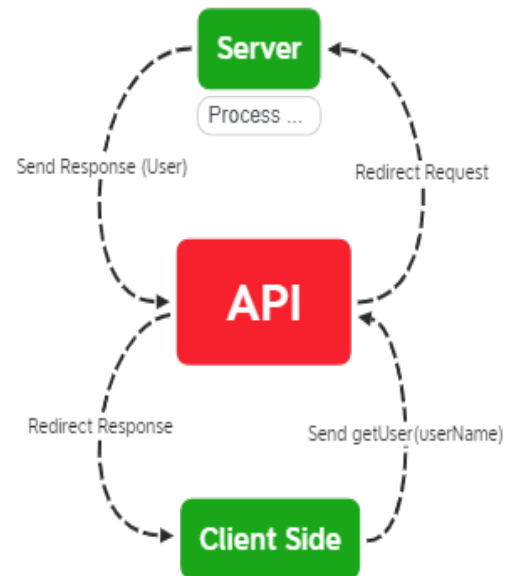 Server
Process ...
Send Response (User)
Redirect Request
API
Redirect Response
Send getUser(userName)
Client Side